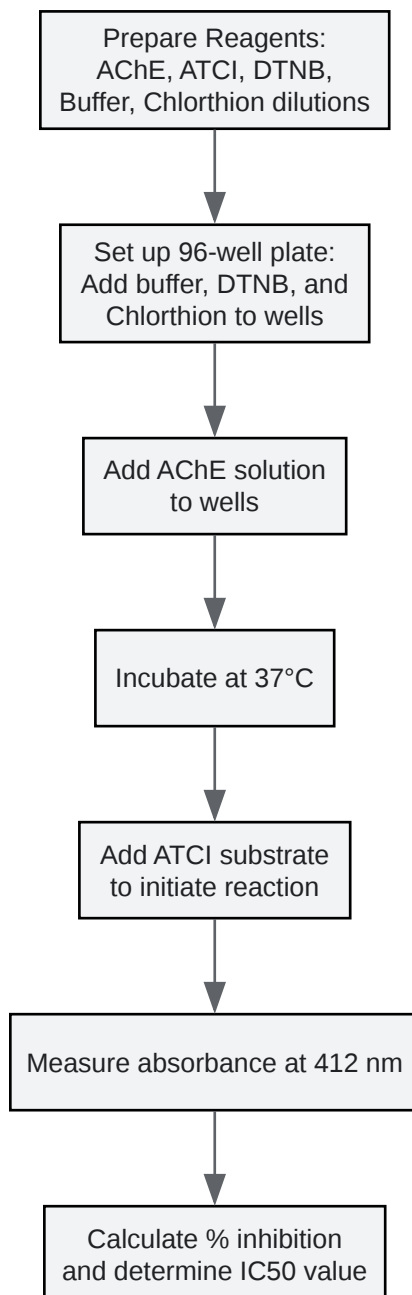 Prepare Reagents:
AChE, ATCI, DTNB,
Buffer, Chlorthion dilutions
Set up 96-well plate:
Add buffer, DTNB, and
Chlorthion to wells
Add AChE solution
to wells
Incubate at 37°C
Add ATCI substrate
to initiate reaction
Measure absorbance at 412 nm
Calculate % inhibition
and determine IC50 value